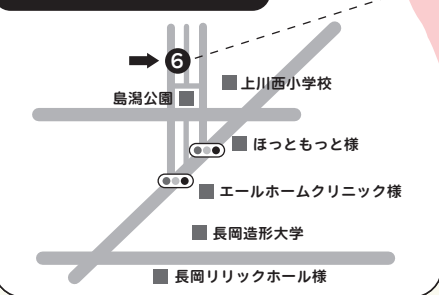 6
上川西小学校
島潟公園
ほっともっと様
エールホームクリニック様
長岡造形大学
長岡リリックホール様